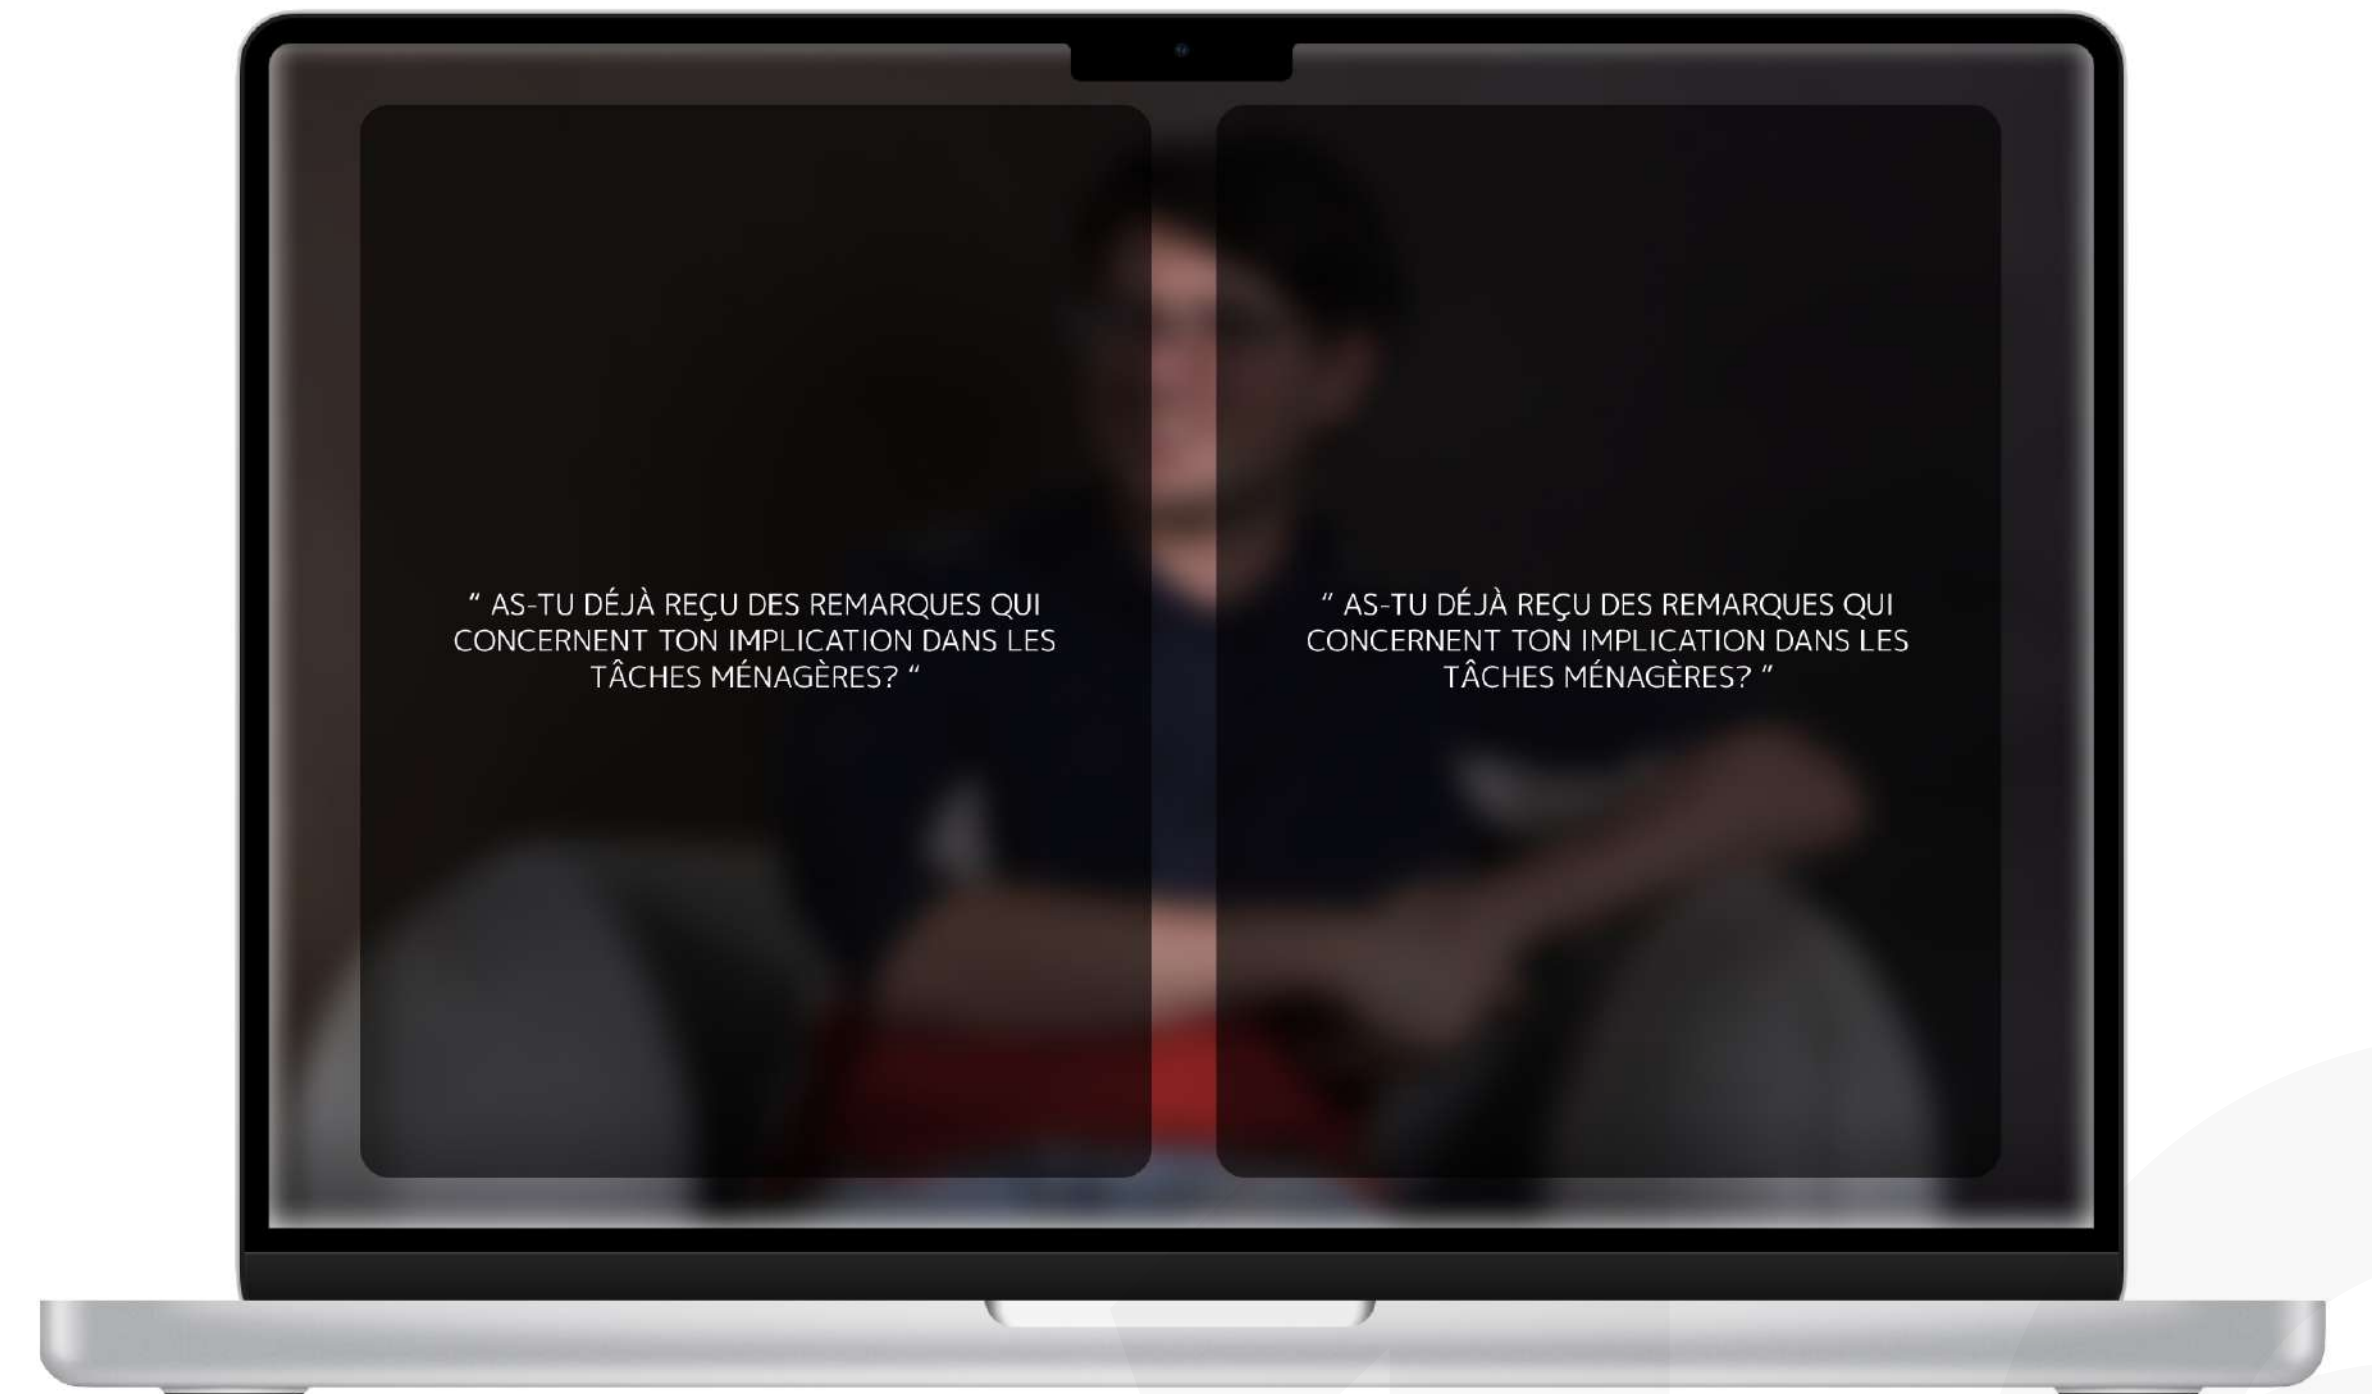 “ AS-TU DÉJÀ REÇU DES REMARQUES QUI
CONCERNENT TON IMPLICATION DANS LES
TÂCHES MÉNAGÈRES? “
“ AS-TU DÉJÀ REÇU DES REMARQUES QUI
CONCERNENT TON IMPLICATION DANS LES
TÂCHES MÉNAGÈRES? ”